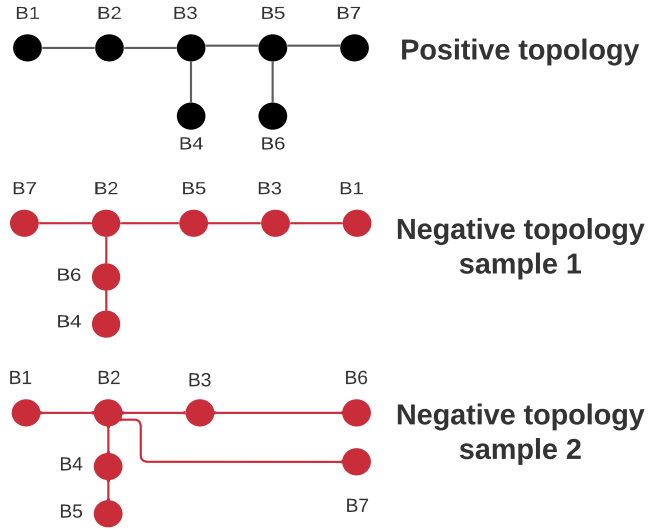 B1 B2 B3 B5 B7
Positive topology
B4 B6
B7 B2 B5 B3 B1
Negative topology
sample 1
B6
B4
B1 B2 B3 B6
Negative topology
sample 2
B4
B5
B7